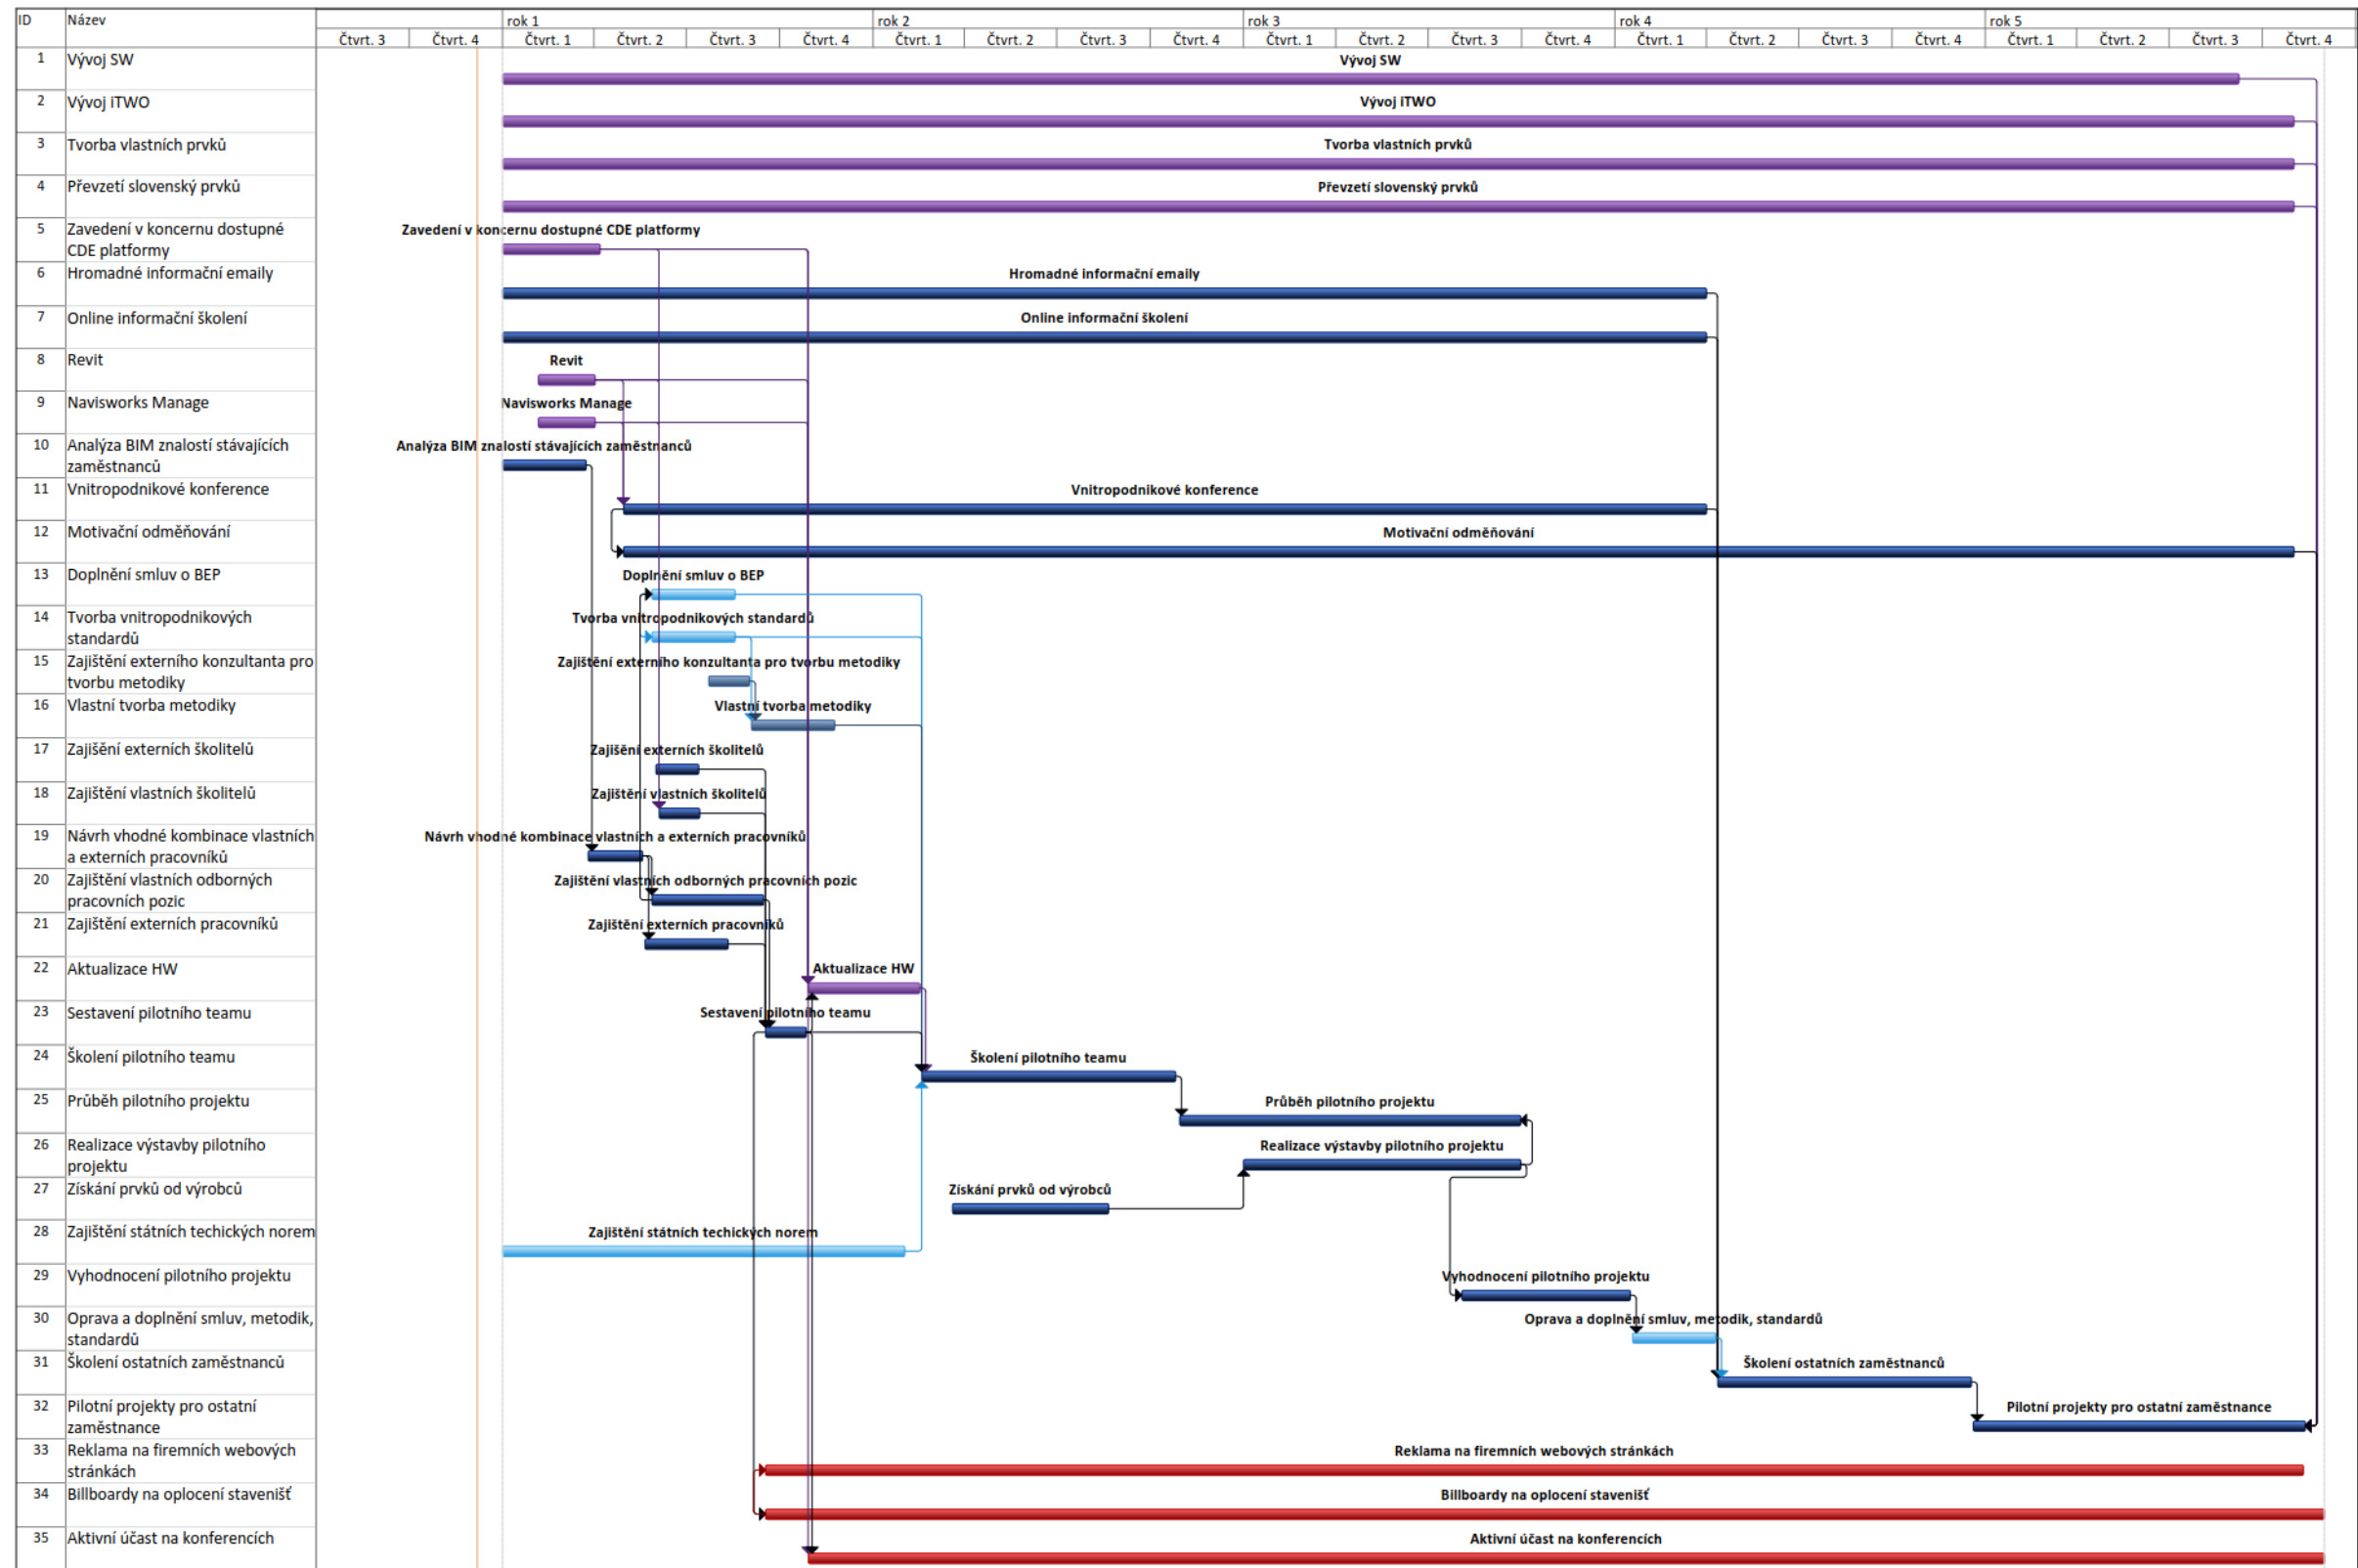 ID Název rok 1 rok 2 rok 3 rok 4 rok 5
Čtvrt. 3 Čtvrt. 4 Čtvrt. 1 Čtvrt. 2 Čtvrt. 3 Čtvrt. 4 Čtvrt. 1 Čtvrt. 2 Čtvrt. 3 Čtvrt. 4 Čtvrt. 1 Čtvrt. 2 Čtvrt. 3 Čtvrt. 4 Čtvrt. 1 Čtvrt. 2 Čtvrt. 3 Čtvrt. 4 Čtvrt. 1 Čtvrt. 2 Čtvrt. 3 Čtvrt. 4
1 Vývoj SW Vývoj SW
2 Vývoj iTWO Vývoj iTWO
3 Tvorba vlastních prvků Tvorba vlastních prvků
4 Převzetí slovenský prvků Převzetí slovenský prvků
5 Zavedení v koncernu dostupné Zavedení v koncernu dostupné CDE platformy
CDE platformy
6 Hromadné informační emaily Hromadné informační emaily
7 Online informační školení Online informační školení
8 Revit Revit
9 Navisworks Manage Navisworks Manage
10 Analýza BIM znalostí stávajících Analýza BIM znalostí stávajících zaměstnanců
zaměstnanců
11 Vnitropodnikové konference Vnitropodnikové konference
12 Motivační odměňování Motivační odměňování
13 Doplnění smluv o BEP Doplnění smluv o BEP
14 Tvorba vnitropodnikových Tvorba vnitropodnikových standardů
standardů
15 Zajištění externího konzultanta pro Zajištění externího konzultanta pro tvorbu metodiky
tvorbu metodiky
16 Vlastní tvorba metodiky Vlastní tvorba metodiky
17 Zajišění externích školitelů Zajišění externích školitelů
18 Zajištění vlastních školitelů Zajištění vlastních školitelů
19 Návrh vhodné kombinace vlastních Návrh vhodné kombinace vlastních a externích pracovníků
a externích pracovníků
20 Zajištění vlastních odborných Zajištění vlastních odborných pracovních pozic
pracovních pozic
21 Zajištění externích pracovníků Zajištění externích pracovníků
22 Aktualizace HW Aktualizace HW
23 Sestavení pilotního teamu Sestavení pilotního teamu
24 Školení pilotního teamu Školení pilotního teamu
25 Průběh pilotního projektu Průběh pilotního projektu
26 Realizace výstavby pilotního Realizace výstavby pilotního projektu
projektu
27 Získání prvků od výrobců Získání prvků od výrobců
28 Zajištění státních techických norem Zajištění státních techických norem
29 Vyhodnocení pilotního projektu Vyhodnocení pilotního projektu
30 Oprava a doplnění smluv, metodik, Oprava a doplnění smluv, metodik, standardů
standardů
31 Školení ostatních zaměstnanců Školení ostatních zaměstnanců
32 Pilotní projekty pro ostatní Pilotní projekty pro ostatní zaměstnance
zaměstnance
33 Reklama na firemních webových Reklama na firemních webových stránkách
stránkách
34 Billboardy na oplocení stavenišť Billboardy na oplocení stavenišť
35 Aktivní účast na konferencích Aktivní účast na konferencích